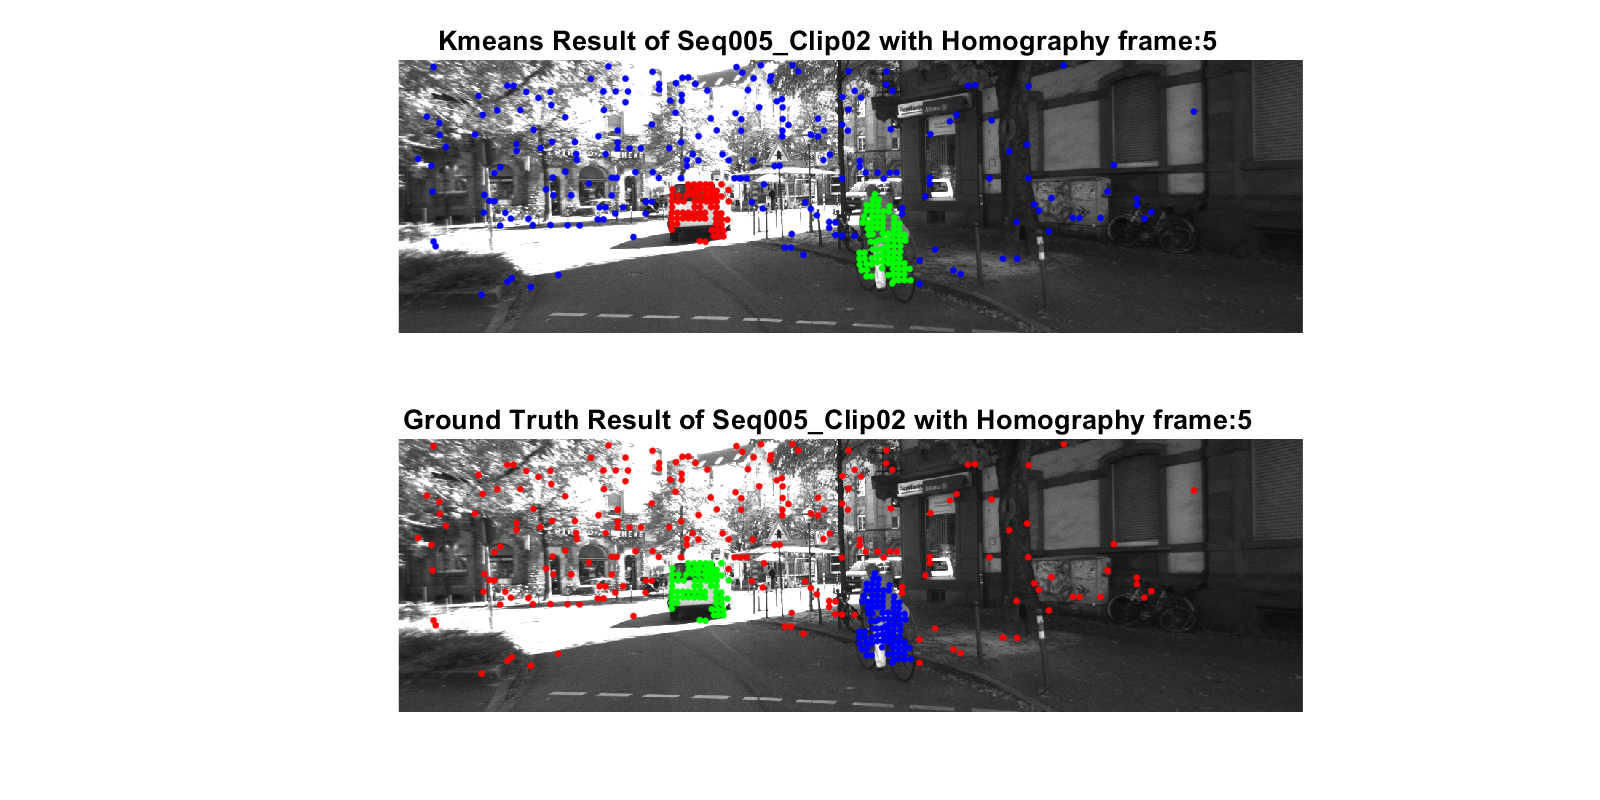 Kmeans Result of Seq005_Clip02 with Homography frame:5
Ground Truth Result of Seq005_Clip02 with Homography frame:5